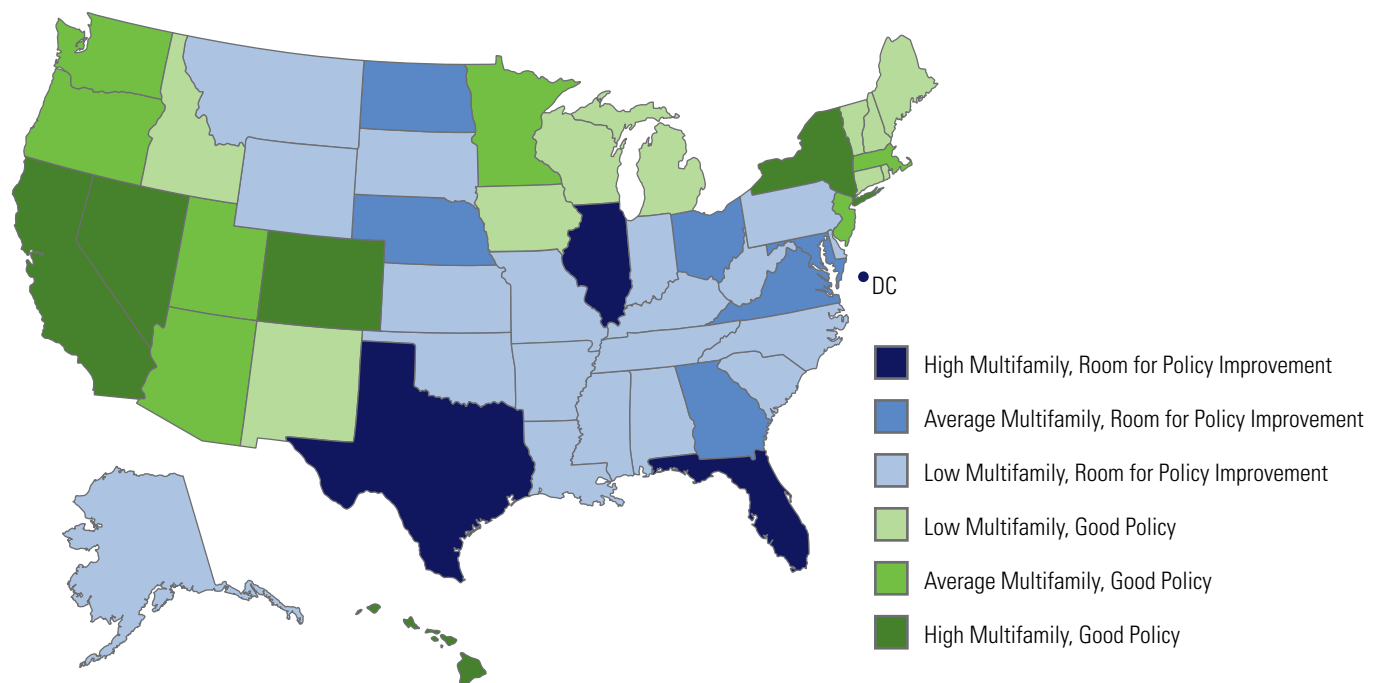 DC
High Multifamily, Room for Policy Improvement
Average Multifamily, Room for Policy Improvement
Low Multifamily, Room for Policy Improvement
Low Multifamily, Good Policy
Average Multifamily, Good Policy
High Multifamily, Good Policy